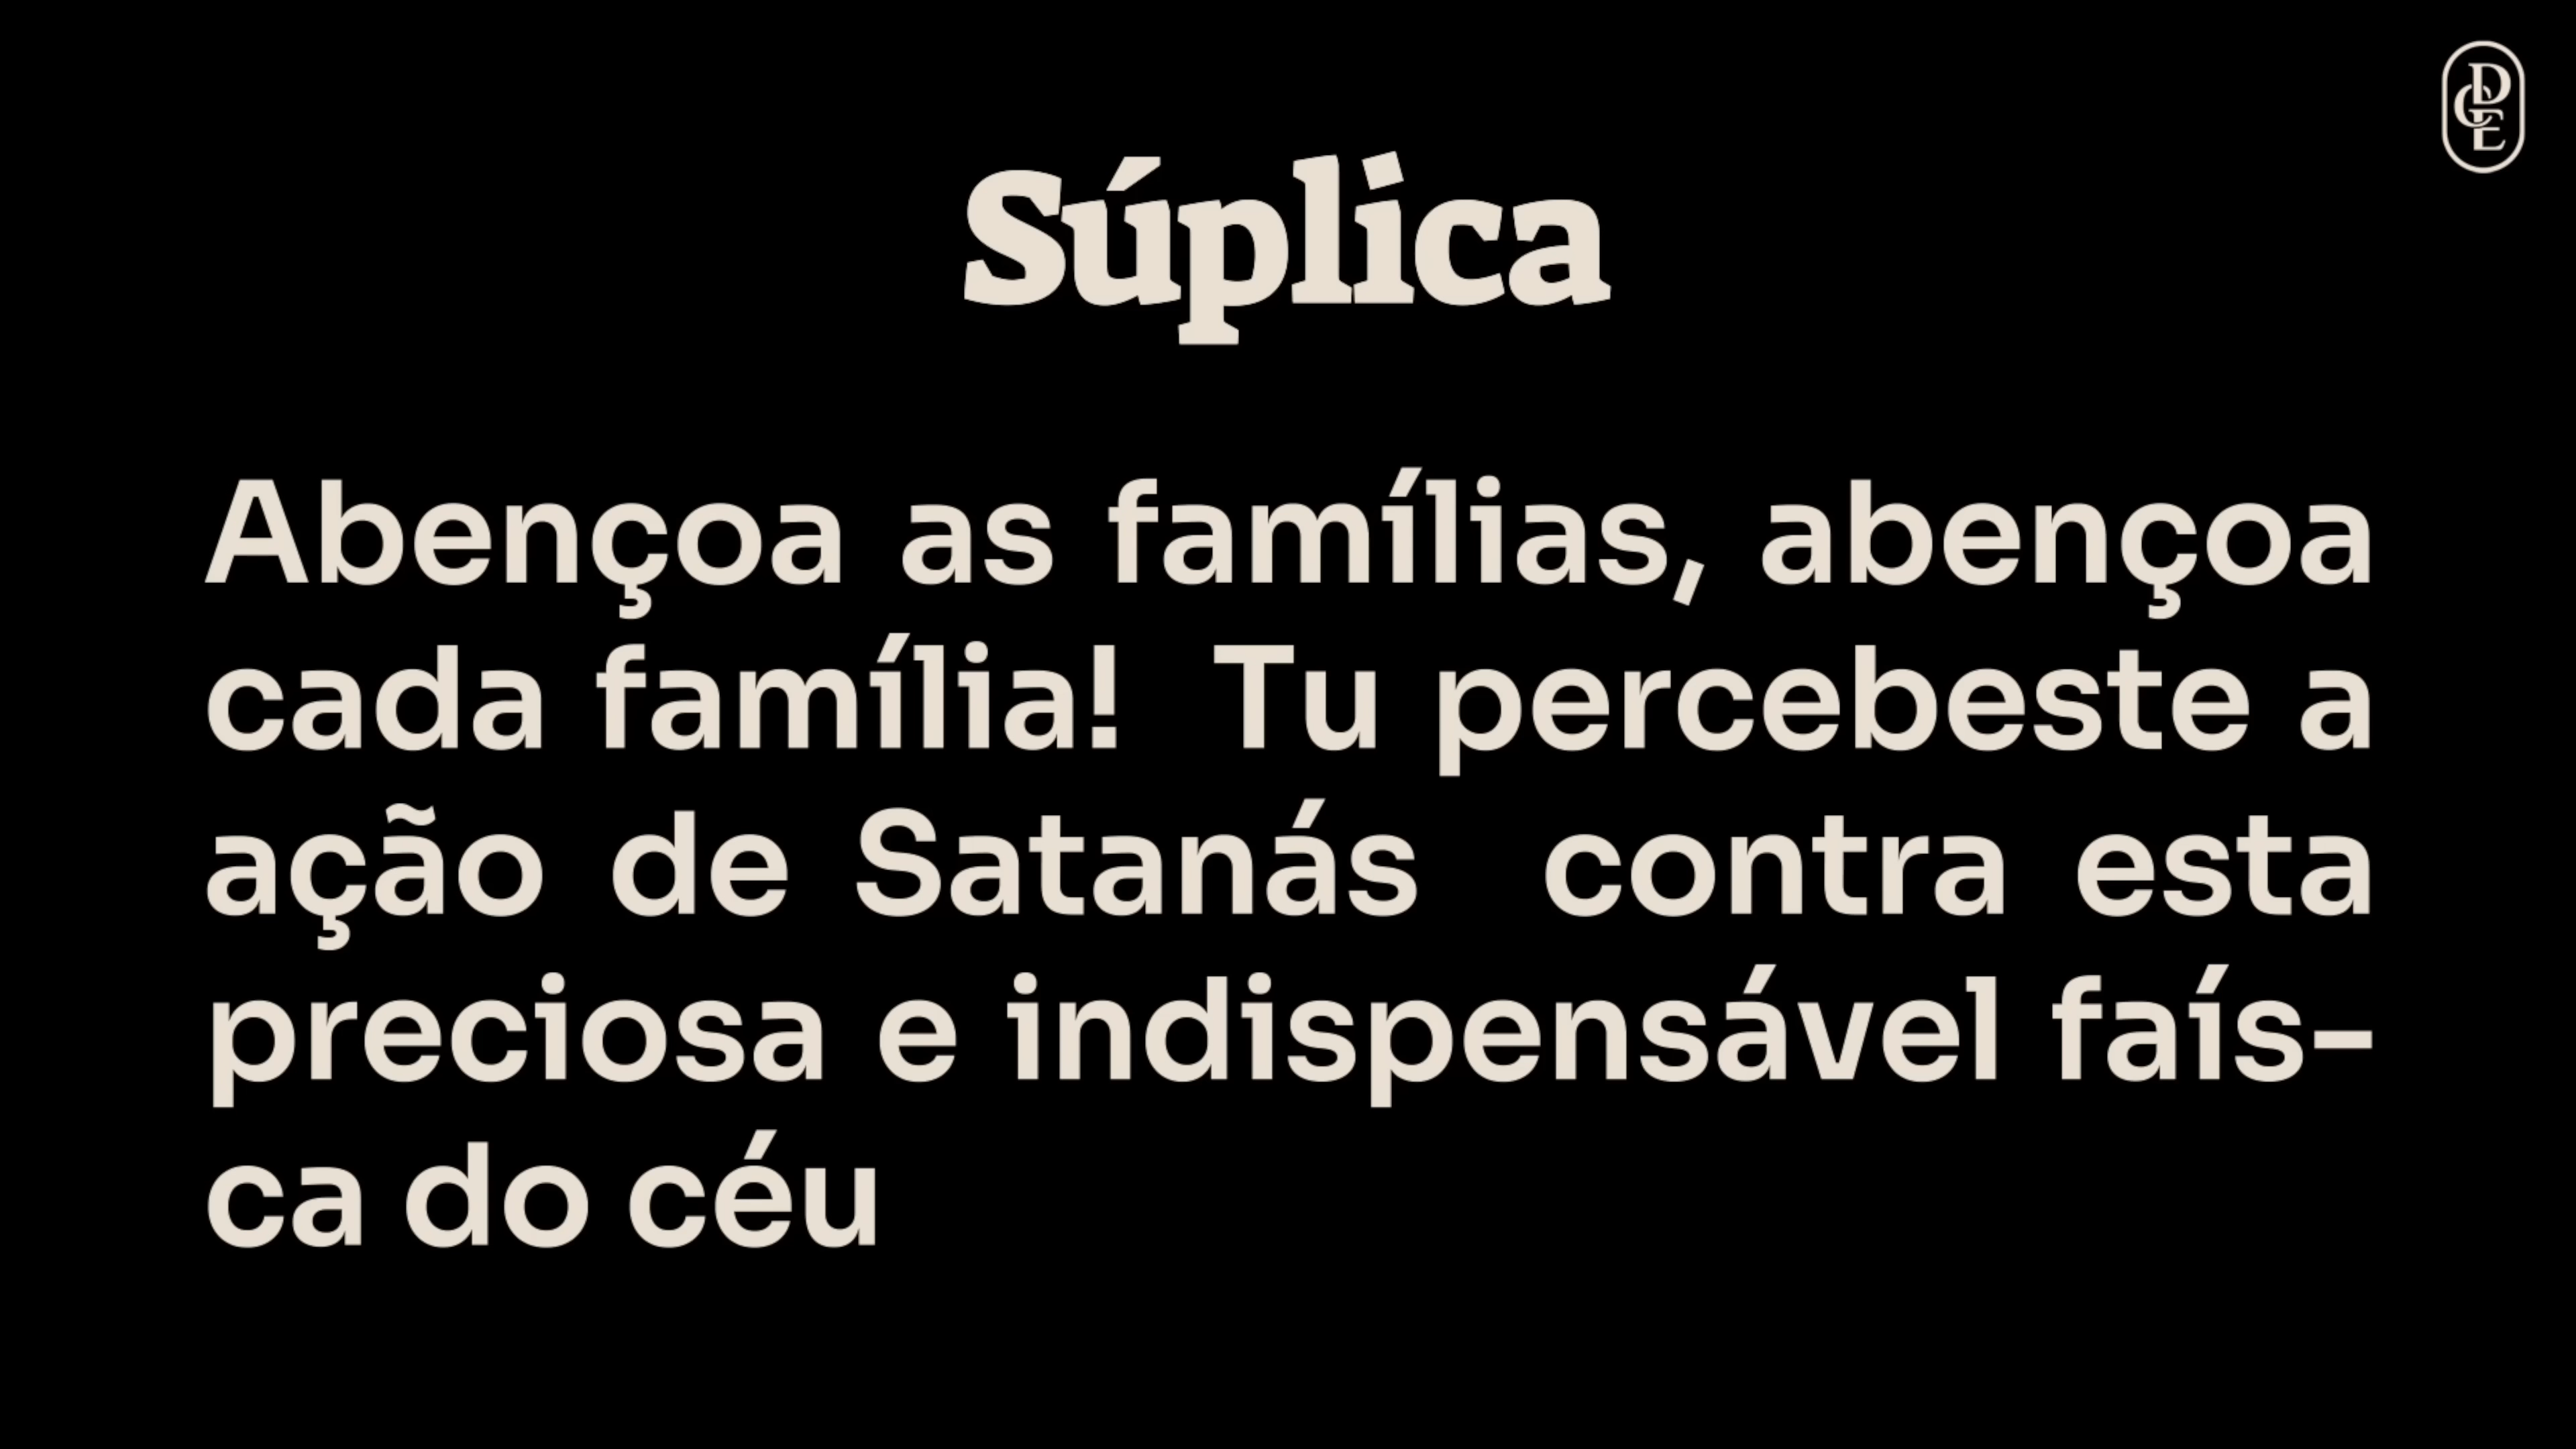 DCE
Súplica
Abençoa as famílias, abençoa
cada família! Tu percebeste a
ação de Satanás contra esta
preciosa e indispensável faís-
ca do céu